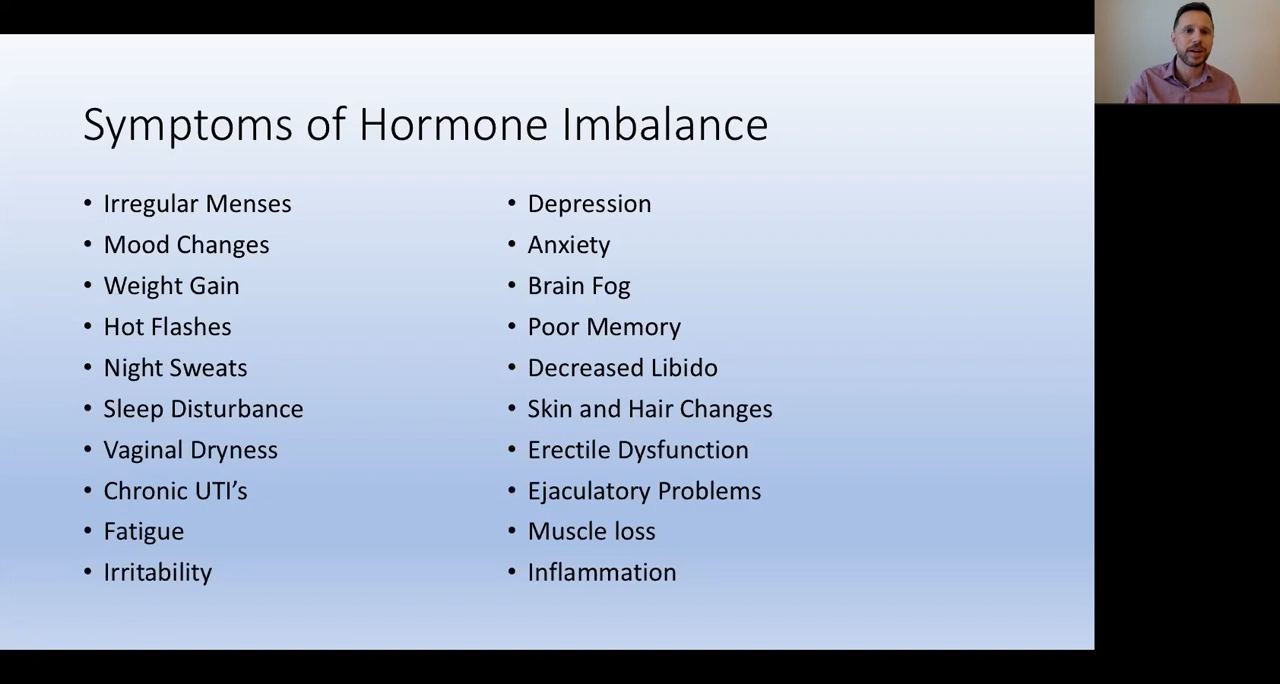 Symptoms of Hormone Imbalance
• Irregular Menses
• Mood Changes
• Weight Gain
• Hot Flashes
• Night Sweats
• Sleep Disturbance
• Vaginal Dryness
• Chronic UTI’s
• Fatigue
• Irritability
• Depression
• Anxiety
• Brain Fog
• Poor Memory
• Decreased Libido
• Skin and Hair Changes
• Erectile Dysfunction
• Ejaculatory Problems
• Muscle loss
• Inflammation